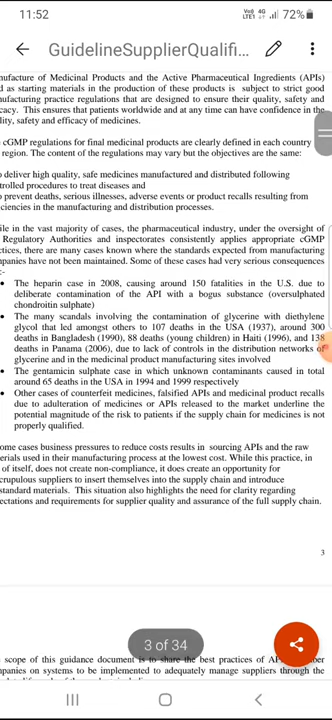 11:52
Vo) 4G LTE1 72%
GuidelineSupplierQualifi...
nufacture of Medicinal Products and the Active Pharmaceutical Ingredients (APIs)
d as starting materials in the production of these products is subject to strict good
nufacturing practice regulations that are designed to ensure their quality, safety and
cacy. This ensures that patients worldwide and at any time can have confidence in the
lity, safety and efficacy of medicines.
cGMP regulations for final medicinal products are clearly defined in each country
region. The content of the regulations may vary but the objectives are the same:
o deliver high quality, safe medicines manufactured and distributed following
trolled procedures to treat diseases and
o prevent deaths, serious illnesses, adverse events or product recalls resulting from
iciencies in the manufacturing and distribution processes.
ile in the vast majority of cases, the pharmaceutical industry, under the oversight of
Regulatory Authorities and inspectorates consistently applies appropriate cGMP
ctices, there are many cases known where the standards expected from manufacturing
mpanies have not been maintained. Some of these cases had very serious consequences
:-
• The heparin case in 2008, causing around 150 fatalities in the U.S. due to
deliberate contamination of the API with a bogus substance (oversulphated
chondroitin sulphate)
• The many scandals involving the contamination of glycerine with diethylene
glycol that led amongst others to 107 deaths in the USA (1937), around 300
deaths in Bangladesh (1990), 88 deaths (young children) in Haiti (1996), and 138
deaths in Panama (2006), due to lack of controls in the distribution networks of
glycerine and in the medicinal product manufacturing sites involved
• The gentamicin sulphate case in which unknown contaminants caused in total
around 65 deaths in the USA in 1994 and 1999 respectively
• Other cases of counterfeit medicines, falsified APIs and medicinal product recalls
due to adulteration of medicines or APIs released to the market underline the
potential magnitude of the risk to patients if the supply chain for medicines is not
properly qualified.
ome cases business pressures to reduce costs results in sourcing APIs and the raw
erials used in their manufacturing process at the lowest cost. While this practice, in
of itself, does not create non-compliance, it does create an opportunity for
crupulous suppliers to insert themselves into the supply chain and introduce
standard materials. This situation also highlights the need for clarity regarding
ectations and requirements for supplier quality and assurance of the full supply chain.
3
3 of 34
scope of this guidance document is to share the best practices of
mpanies on systems to be implemented to adequately manage suppliers through the